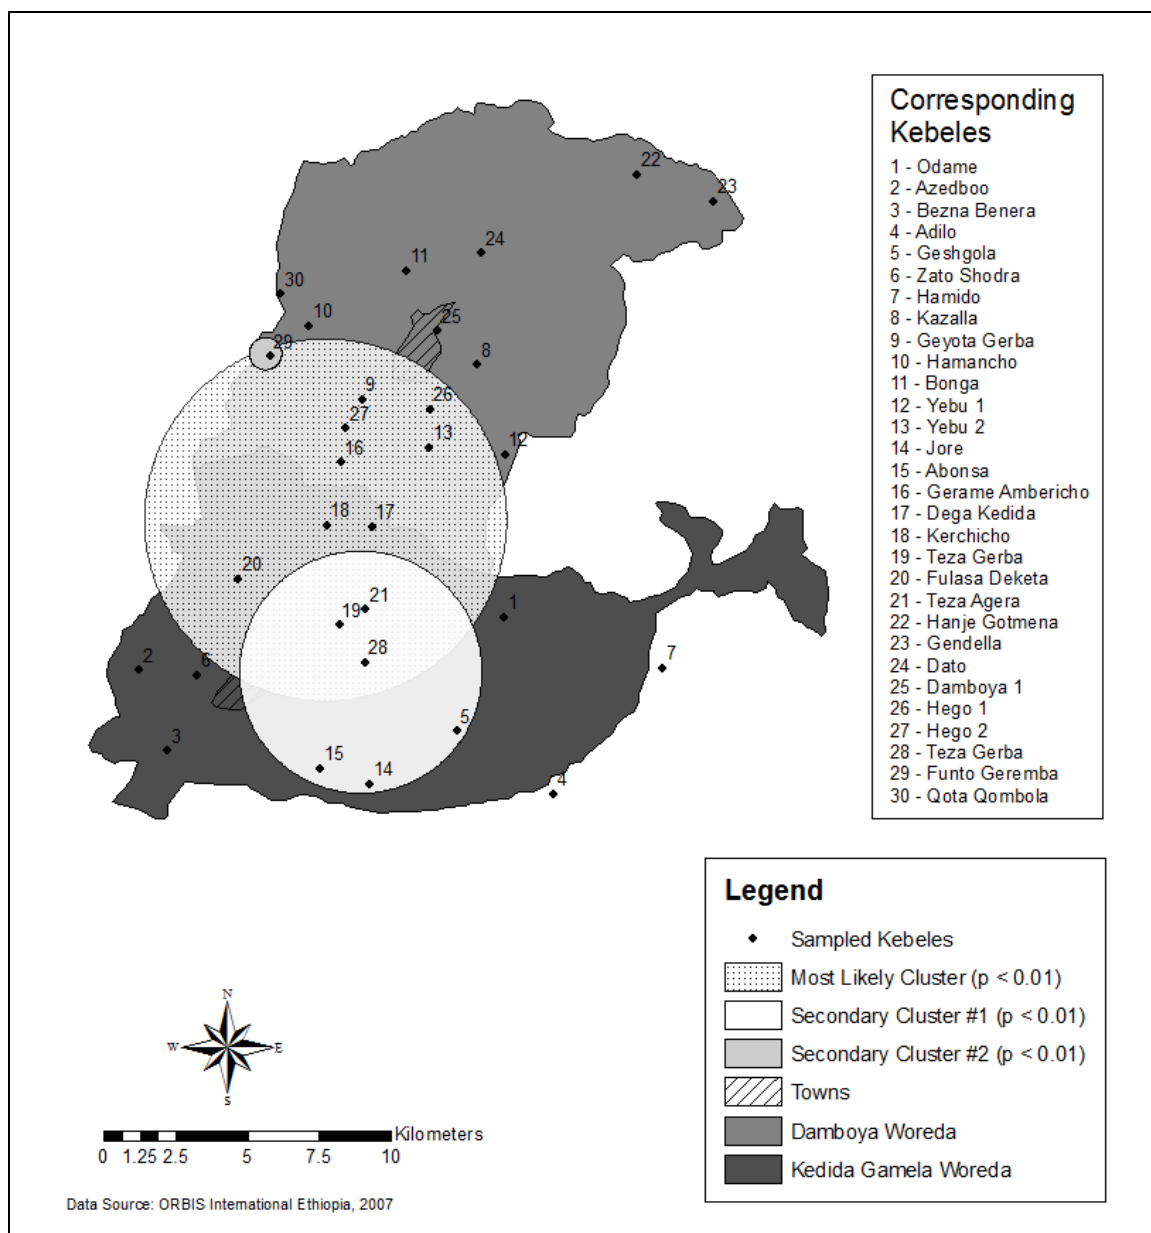 22
23
24
11
30
10
25
29
8
9
26
27
13
12
16
18
17
20
21
1
19
28
2
6
7
5
3
15
14
4
Corresponding
Kebeles
1 - Odame
2 - Azedboo
3 - Bezna Benera
4 - Adilo
5 - Geshgola
6 - Zato Shodra
7 - Hamido
8 - Kazalla
9 - Geyota Gerba
10 - Hamancho
11 - Bonga
12 - Yebu 1
13 - Yebu 2
14 - Jore
15 - Abonsa
16 - Gerame Ambericho
17 - Dega Kedida
18 - Kerchicho
19 - Teza Gerba
20 - Fulasa Deketa
21 - Teza Agera
22 - Hanje Gotmena
23 - Gendella
24 - Dato
25 - Damboya 1
26 - Hego 1
27 - Hego 2
28 - Teza Gerba
29 - Funto Geremba
30 - Qota Qombola
Legend
Sampled Kebeles
Most Likely Cluster (p < 0.01)
Secondary Cluster #1 (p < 0.01)
Secondary Cluster #2 (p < 0.01)
Towns
Damboya Woreda
Kedida Gamela Woreda
N
W E
S
Kilometers
0 1.25 2.5 5 7.5 10
Data Source: ORBIS International Ethiopia, 2007